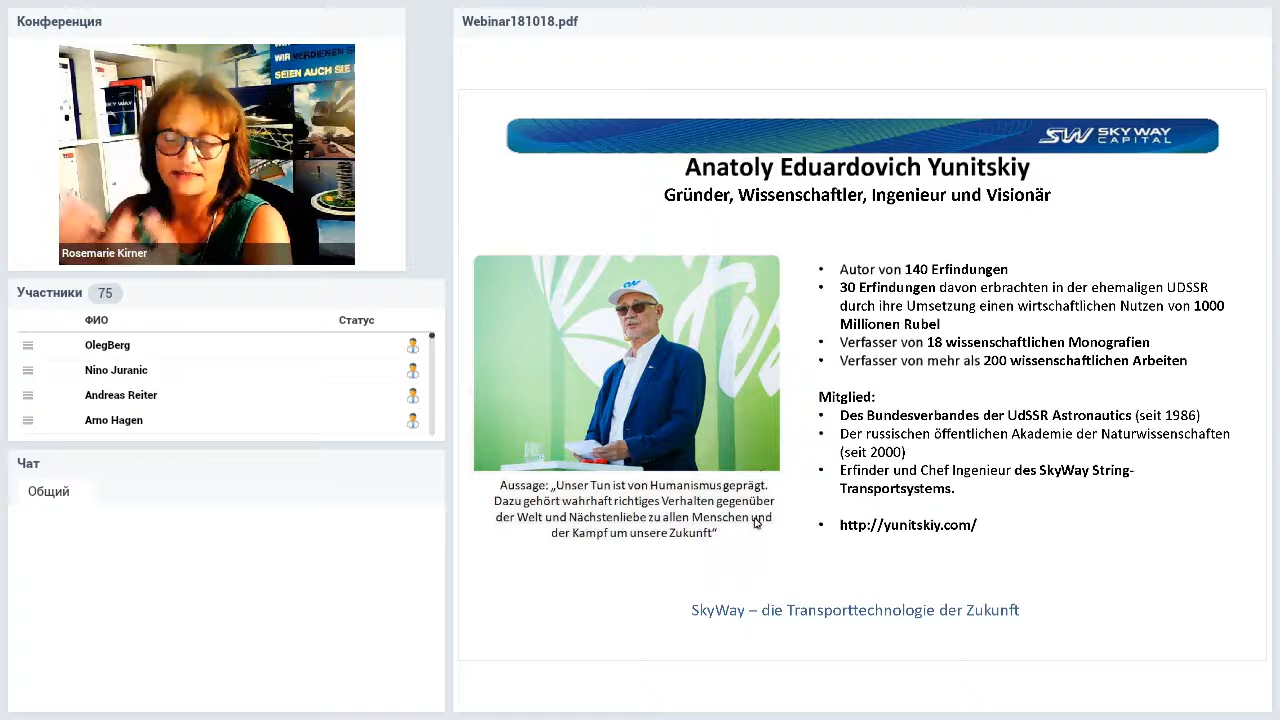 Конференция
WIR VERDIENEN
SEIEN AUCH SIE
SKY WAY
Rosemarie Kirner
Участники 75
ФИО Статус
OlegBerg
Nino Juranic
Andreas Reiter
Arno Hagen
Чат
Общий
Webinar181018.pdf
SW SKY WAY
CAPITAL
Anatoly Eduardovich Yunitskiy
Gründer, Wissenschaftler, Ingenieur und Visionär
Aussage: „Unser Tun ist von Humanismus geprägt.
Dazu gehört wahrhaft richtiges Verhalten gegenüber
der Welt und Nächstenliebe zu allen Menschen und
der Kampf um unsere Zukunft“
• Autor von 140 Erfindungen
• 30 Erfindungen davon erbrachten in der ehemaligen UDSSR
durch ihre Umsetzung einen wirtschaftlichen Nutzen von 1000
Millionen Rubel
• Verfasser von 18 wissenschaftlichen Monografien
• Verfasser von mehr als 200 wissenschaftlichen Arbeiten
Mitglied:
• Des Bundesverbandes der UdSSR Astronautics (seit 1986)
• Der russischen öffentlichen Akademie der Naturwissenschaften
(seit 2000)
• Erfinder und Chef Ingenieur des SkyWay String-
Transportsystems.
• http://yunitskiy.com/
SkyWay – die Transporttechnologie der Zukunft